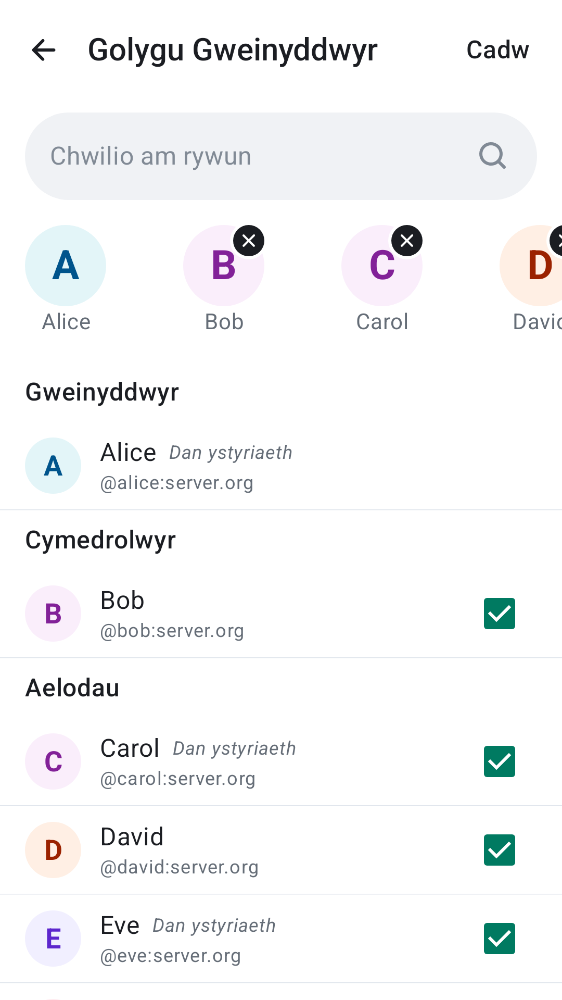 Golygu Gweinyddwyr
Cadw
Chwilio am rywun
A B C D
Alice Bob Carol
Gweinyddwyr
A
Alice Dan ystyriaeth
@alice:server.org
Cymedrolwyr
B
Bob
@bob:server.org
Aelodau
C
Carol Dan ystyriaeth
@carol:server.org
D
David
@david:server.org
E
Eve Dan ystyriaeth
@eve:server.org